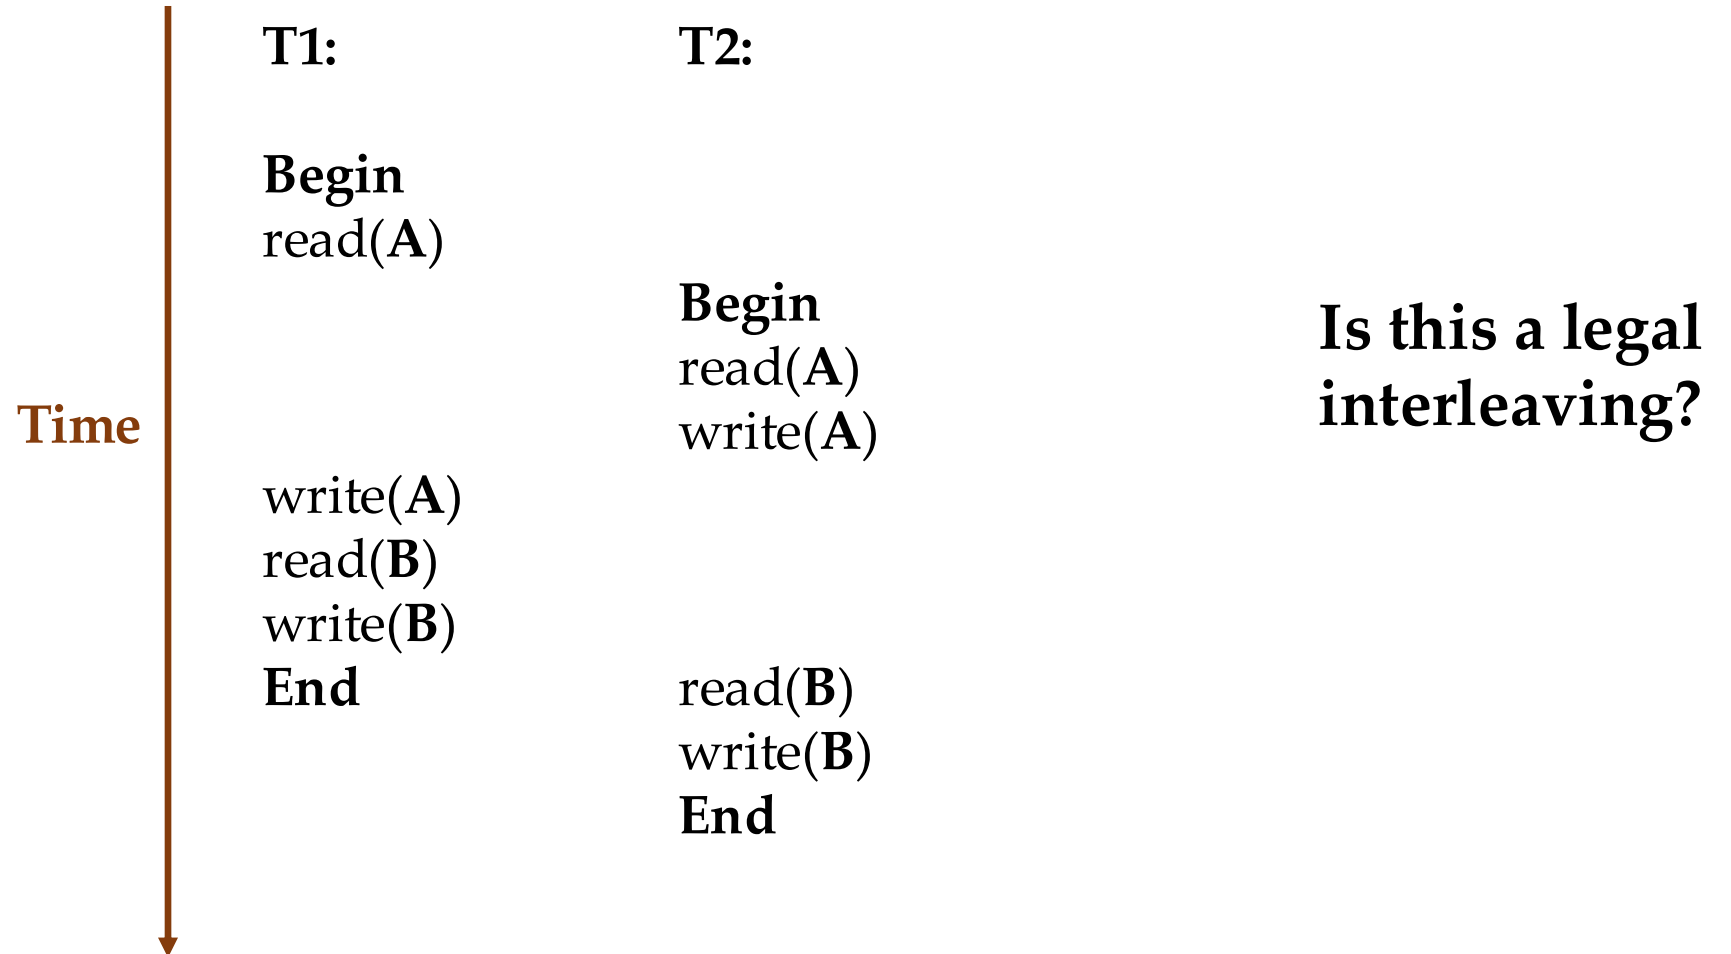 T1:
T2:
Begin
read(A)
Begin
read(A)
write(A)
Time
write(A)
read(B)
write(B)
End
read(B)
write(B)
End
Is this a legal
interleaving?